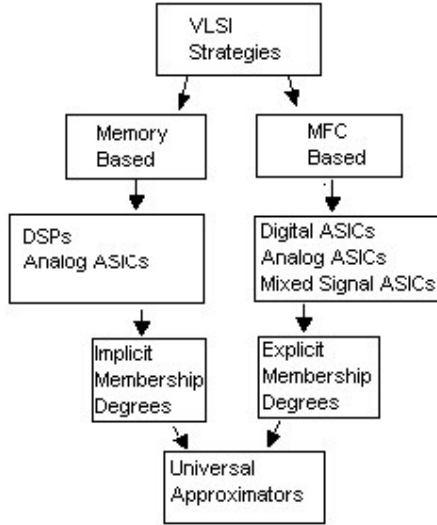 VLSI
Strategies
Memory
Based
MFC
Based
DSPs
Analog ASICs
Digital ASICs
Analog ASICs
Mixed Signal ASICs
Implicit
Membership
Degrees
Explicit
Membership
Degrees
Universal
Approximators